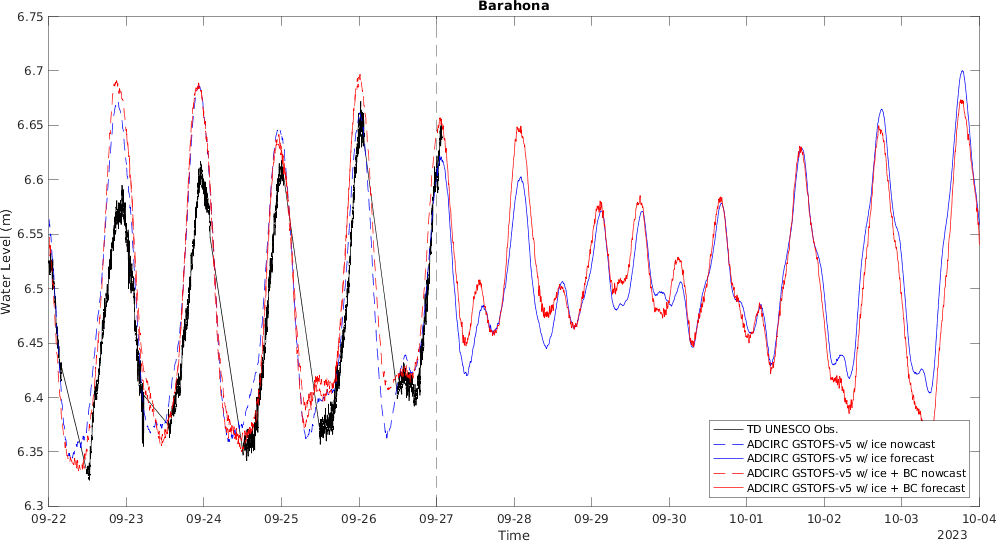 Barahona
6.75
6.7
6.65
6.6
6.55
6.5
6.45
6.4
6.35
6.3
Water Level (m)
TD UNESCO Obs.
ADCIRC GSTOFS-v5 w/ ice nowcast
ADCIRC GSTOFS-v5 w/ ice forecast
ADCIRC GSTOFS-v5 w/ ice + BC nowcast
ADCIRC GSTOFS-v5 w/ ice + BC forecast
09-22 09-23 09-24 09-25 09-26 09-27 09-28 09-29 09-30 10-01 10-02 10-03 10-04
Time
2023